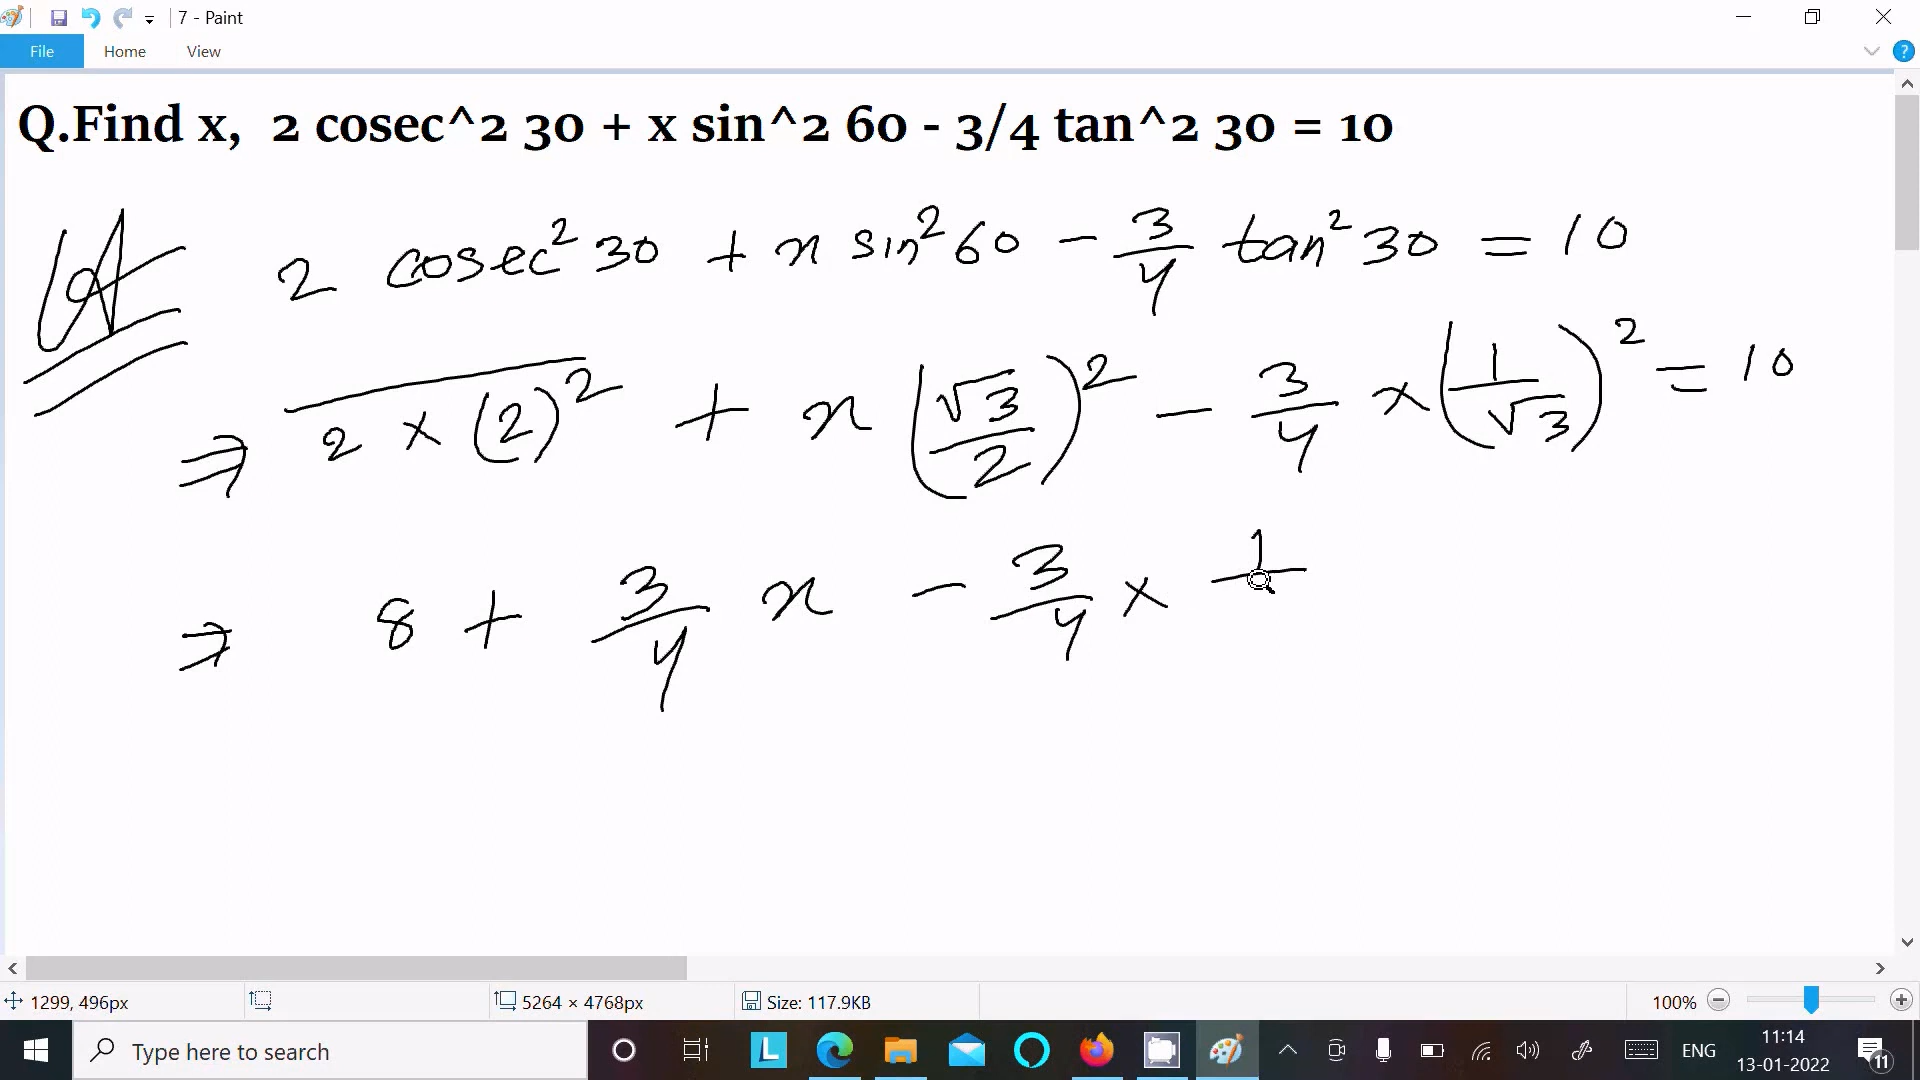 7 - Paint
File Home View
Q.Find x, 2 cosec^2 30 + x sin^2 60 - 3/4 tan^2 30 = 10
2 cosec² 30 + x sin² 60 - 3/4 tan² 30 = 10
⇒ 2 × (2)² + x (√3/2)² - 3/4 × (1/√3)² = 10
⇒ 8 + 3/4 x - 3/4 × 1/
1299, 496px 5264 × 4768px Size: 117.9KB 100%
Type here to search
ENG
11:14
13-01-2022
11